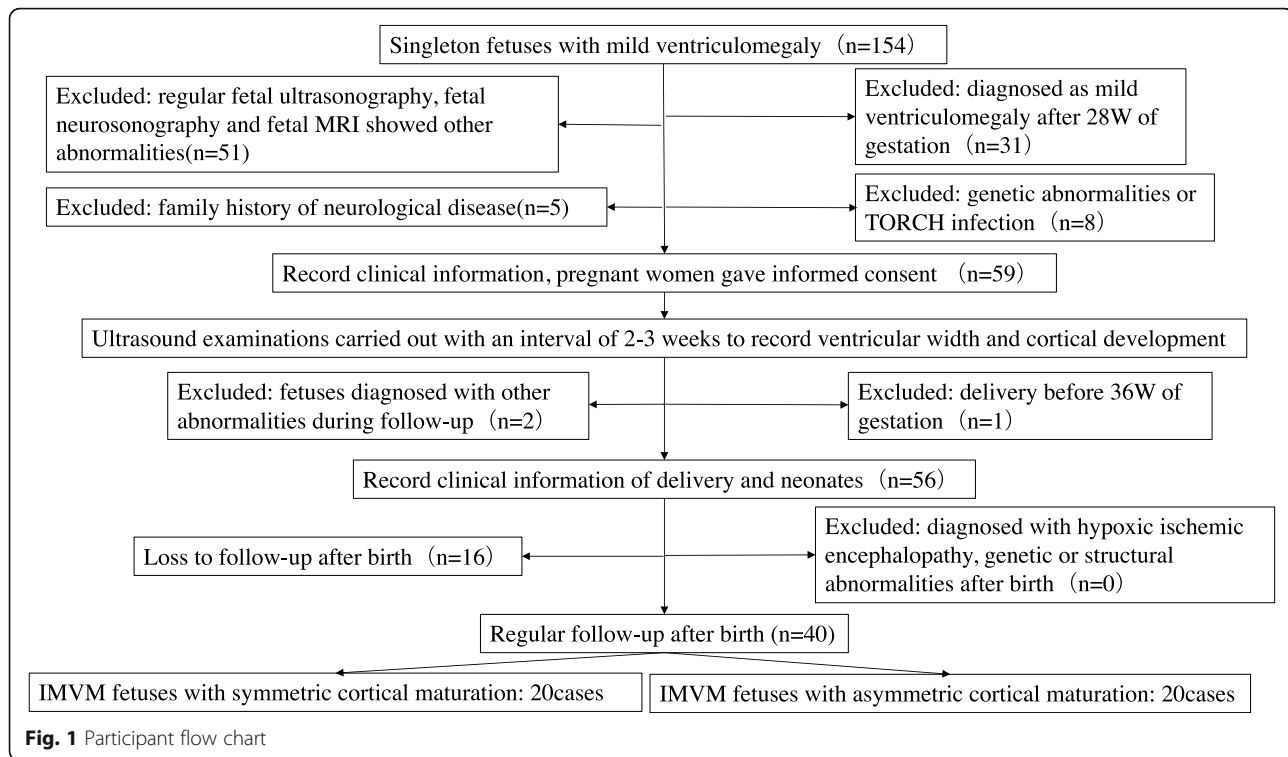 Singleton fetuses with mild ventriculomegaly（n=154）
Excluded: regular fetal ultrasonography, fetal
neurosonography and fetal MRI showed other
abnormalities(n=51)
Excluded: diagnosed as mild
ventriculomegaly after 28W of
gestation（n=31）
Excluded: family history of neurological disease(n=5)
Excluded: genetic abnormalities or
TORCH infection（n=8）
Record clinical information, pregnant women gave informed consent（n=59）
Ultrasound examinations carried out with an interval of 2-3 weeks to record ventricular width and cortical development
Excluded: fetuses diagnosed with other
abnormalities during follow-up（n=2）
Excluded: delivery before 36W of
gestation（n=1）
Record clinical information of delivery and neonates（n=56）
Loss to follow-up after birth（n=16）
Excluded: diagnosed with hypoxic ischemic
encephalopathy, genetic or structural
abnormalities after birth（n=0）
Regular follow-up after birth (n=40)
IMVM fetuses with symmetric cortical maturation: 20cases
IMVM fetuses with asymmetric cortical maturation: 20cases
Fig. 1 Participant flow chart